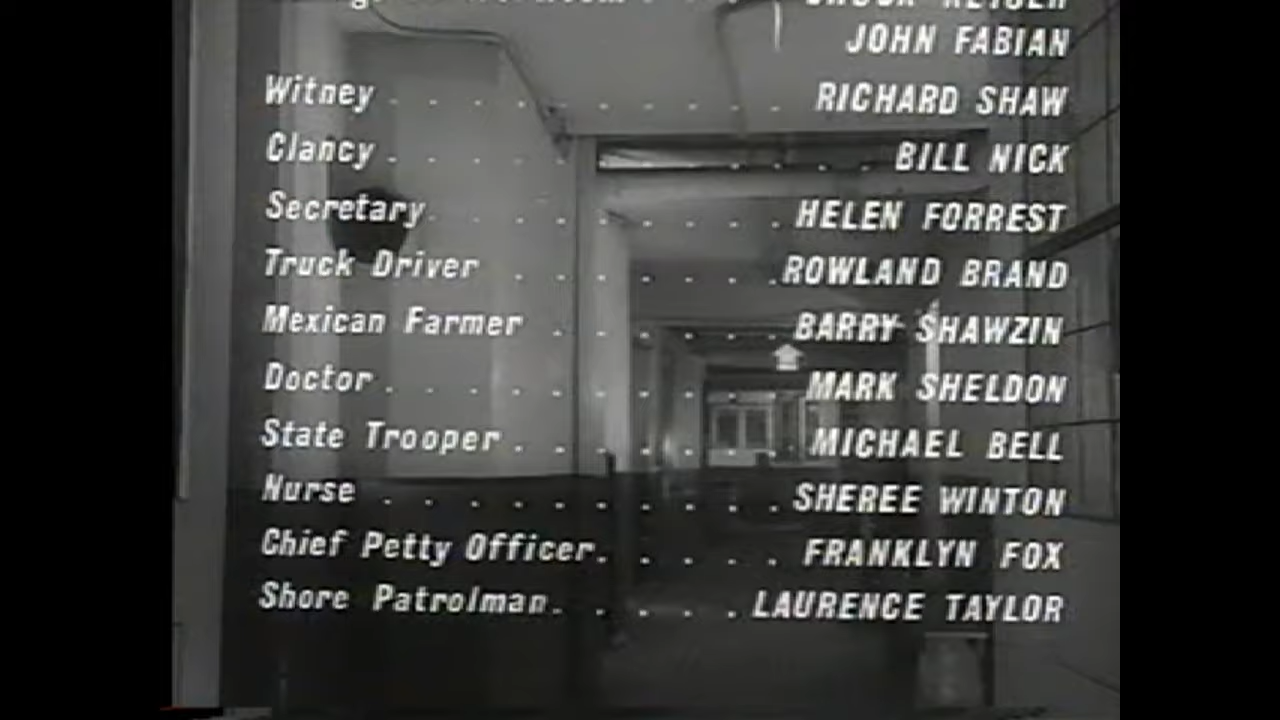 JOHN FABIAN
Witney . . . . . . . . . . RICHARD SHAW
Clancy . . . . . . . . . BILL NICK
Secretary . . . . . . . . . HELEN FORREST
Truck Driver . . . . . . . ROWLAND BRAND
Mexican Farmer . . . . . . BARRY SHAWZIN
Doctor . . . . . . . . . MARK SHELDON
State Trooper . . . . . . . MICHAEL BELL
Nurse . . . . . . . . . . SHEREE WINTON
Chief Petty Officer . . . . . FRANKLYN FOX
Shore Patrolman . . . . . LAURENCE TAYLOR